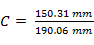 C = 150.31 mm / 190.06 mm